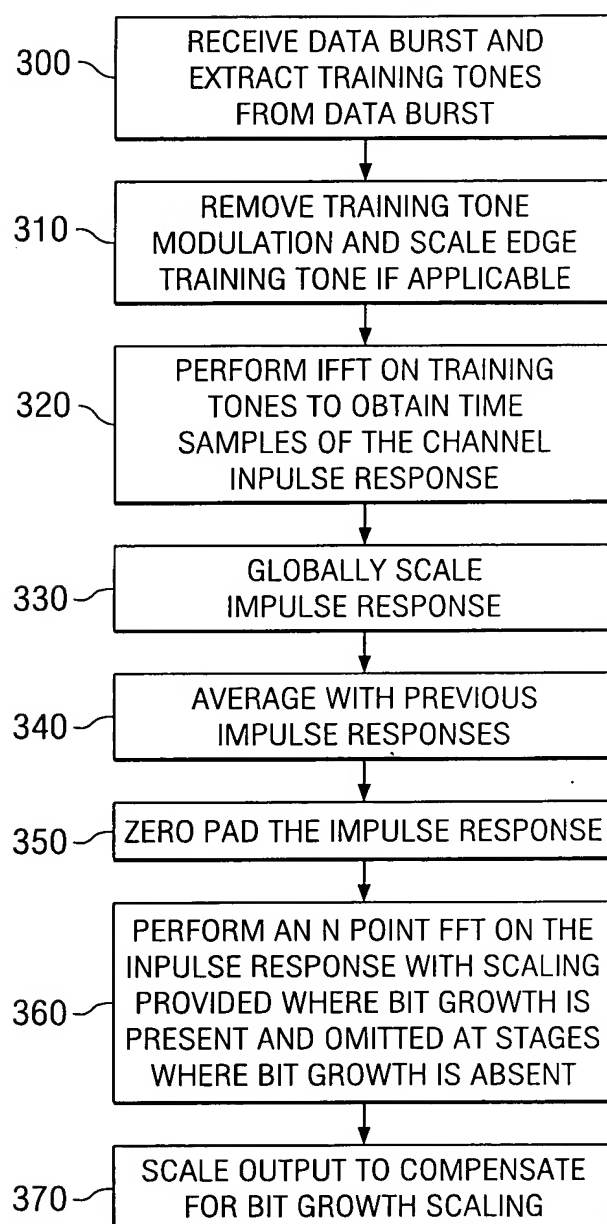 300
RECEIVE DATA BURST AND
EXTRACT TRAINING TONES
FROM DATA BURST
310
REMOVE TRAINING TONE
MODULATION AND SCALE EDGE
TRAINING TONE IF APPLICABLE
320
PERFORM IFFT ON TRAINING
TONES TO OBTAIN TIME
SAMPLES OF THE CHANNEL
INPULSE RESPONSE
330
GLOBALLY SCALE
IMPULSE RESPONSE
340
AVERAGE WITH PREVIOUS
IMPULSE RESPONSES
350
ZERO PAD THE IMPULSE RESPONSE
360
PERFORM AN N POINT FFT ON THE
INPULSE RESPONSE WITH SCALING
PROVIDED WHERE BIT GROWTH IS
PRESENT AND OMITTED AT STAGES
WHERE BIT GROWTH IS ABSENT
370
SCALE OUTPUT TO COMPENSATE
FOR BIT GROWTH SCALING